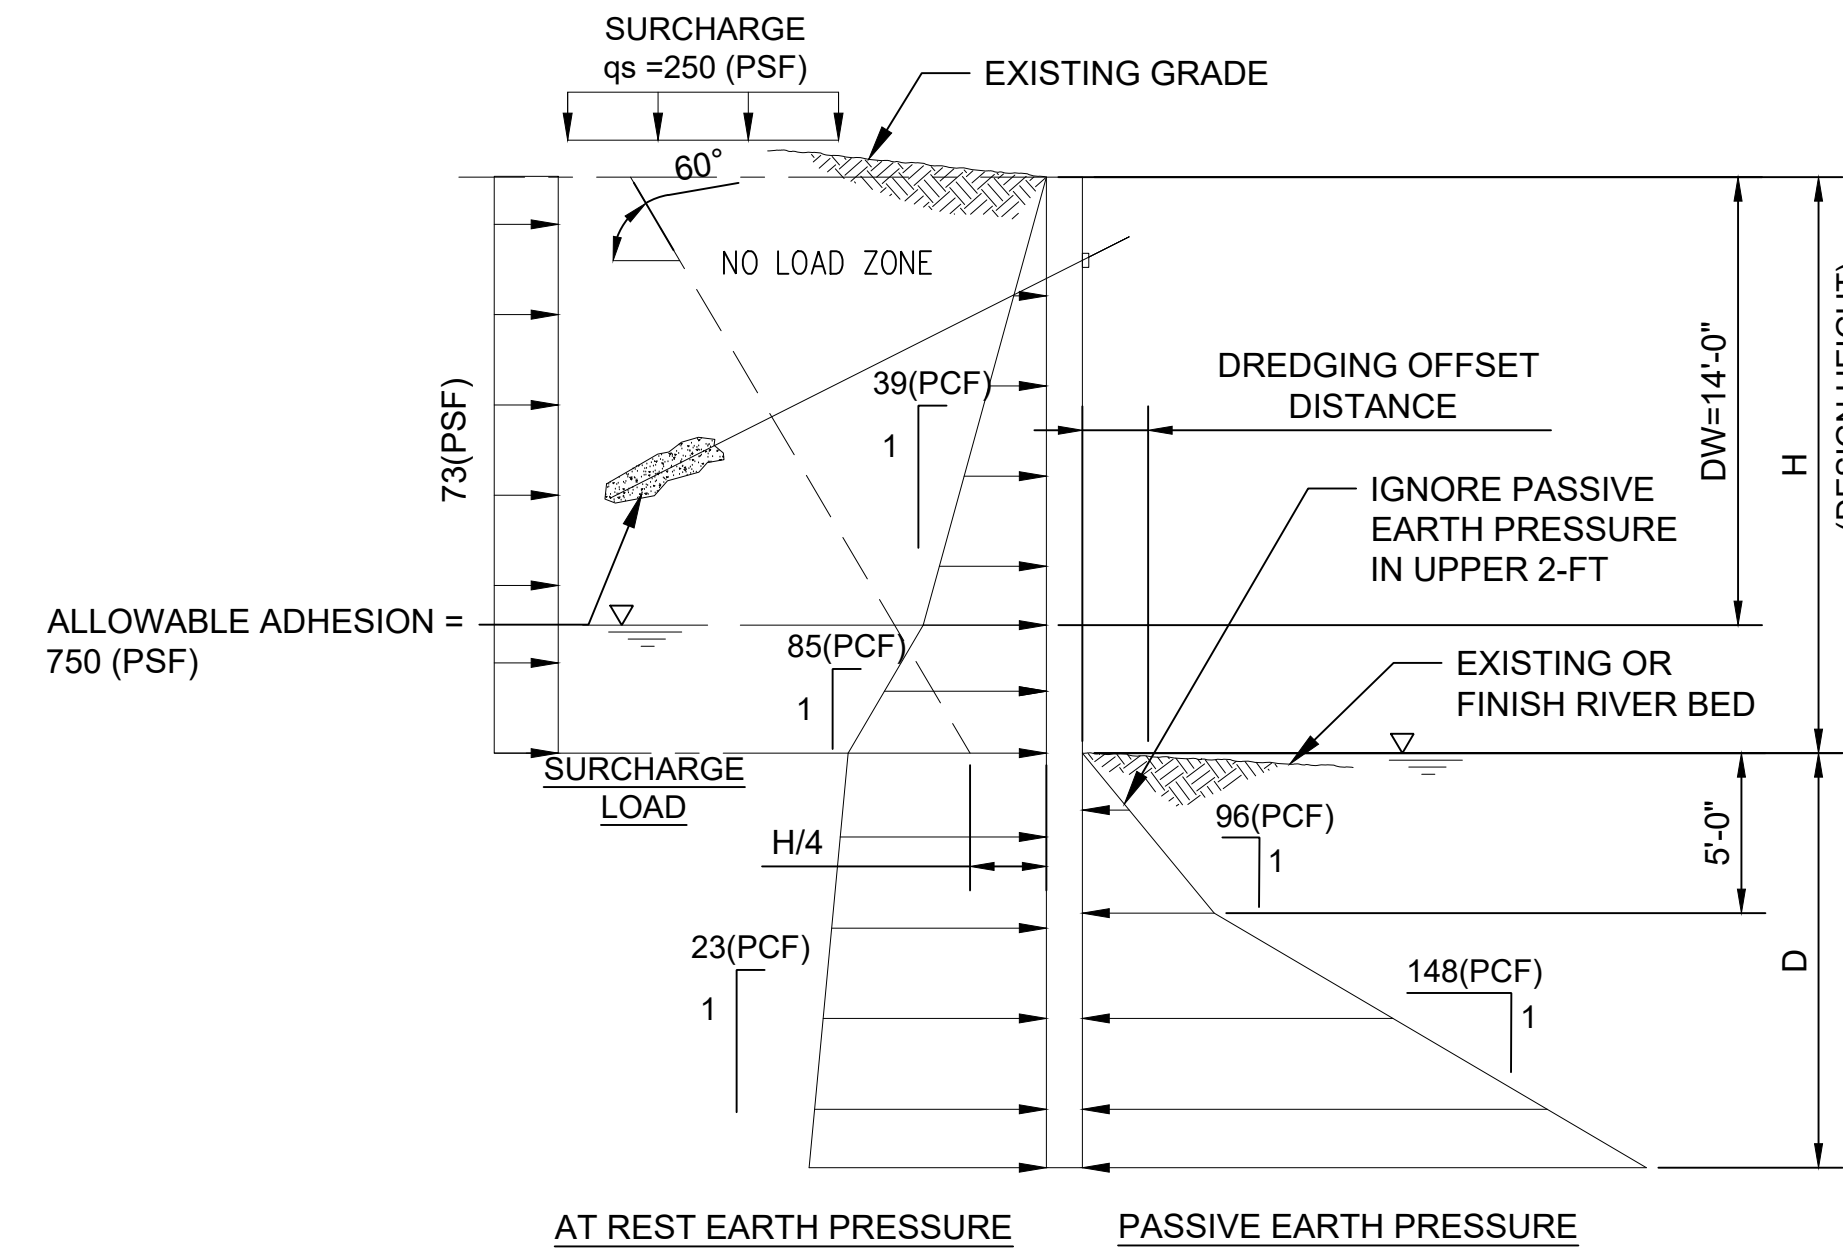 SURCHARGE
qs =250 (PSF)
EXISTING GRADE
60°
NO LOAD ZONE
39(PCF)
1
73(PSF)
DREDGING OFFSET
DISTANCE
DW=14'-0"
H
IGNORE PASSIVE
EARTH PRESSURE
IN UPPER 2-FT
ALLOWABLE ADHESION =
750 (PSF)
85(PCF)
1
EXISTING OR
FINISH RIVER BED
SURCHARGE
LOAD
H/4
96(PCF)
1
5'-0"
23(PCF)
1
148(PCF)
1
D
AT REST EARTH PRESSURE
PASSIVE EARTH PRESSURE